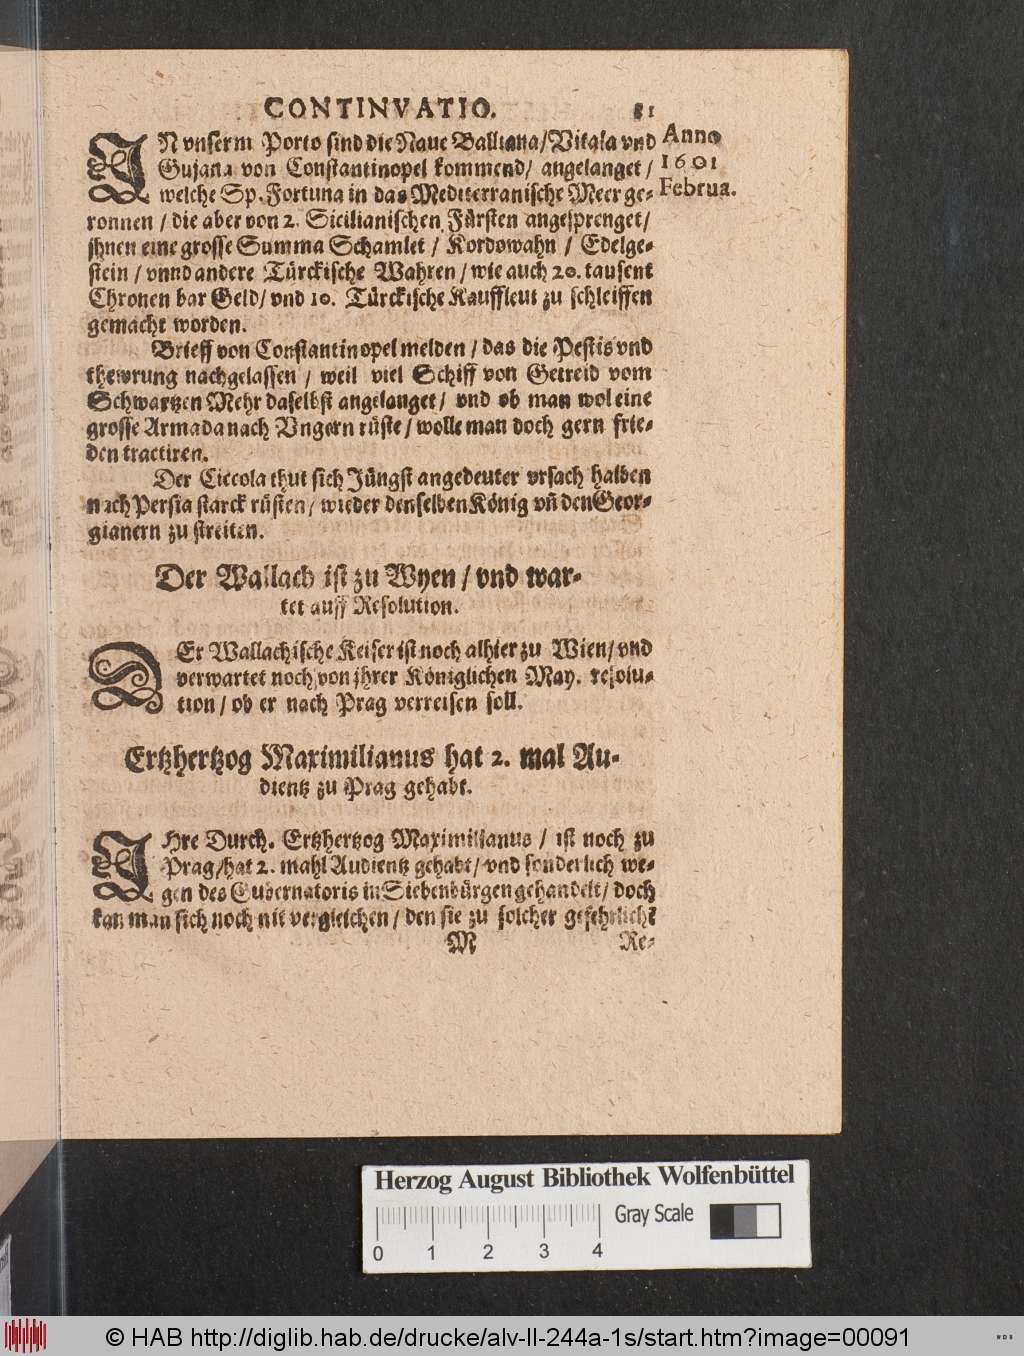 CONTINVATIO. 81
Anno
1601
Februa.
IN vnserm Porto sind die Naue Balliana/Vitala vnd
Gujana von Constantinopel kommend/ angelanget/
welche Sp. Fortuna in das Mediterranische Meer ge-
ronnen / die aber von 2. Sicilianischen Fürsten angesprenget/
jhnen eine grosse Summa Schamlet / Kordowahn / Edelge-
stein / vnnd andere Türckische Wahren / wie auch 20. tausent
Chronen bar Geld/ vnd 10. Türckische Kauffleut zu schleiffen
gemacht worden.
Brieff von Constantinopel melden / das die Pestis vnd
thewrung nachgelassen / weil viel Schiff von Getreid vom
Schwartzen Mehr daselbst angelanget/ vnd ob man wol eine
grosse Armada nach Vngern rüste / wolle man doch gern frie-
den tractiren.
Der Ciccola thut sich Jüngst angedeuter vrsach halben
nach Persia starck rüsten / wieder denselben König vñ den Geor-
gianern zu streiten.
Der Wallach ist zu Wyen / vnd war-
tet auff Resolution.
DEr Wallachische Keiser ist noch alhier zu Wien/ vnd
verwartet noch von jhrer Königlichen May. resolu-
tion / ob er nach Prag verreisen soll.
Ertzhertzog Maximilianus hat 2. mal Au-
dientz zu Prag gehabt.
IHre Durch. Ertzhertzog Maximilianus / ist noch zu
Prag/hat 2. mahl Audientz gehabt/ vnd sonderlich we-
gen des Gubernatoris in Siebenbürgen gehandelt/ doch
kan man sich noch nit vergleichen / den sie zu solcher gefehrlicht
M Re-
Herzog August Bibliothek Wolfenbüttel
Gray Scale
0 1 2 3 4
© HAB http://diglib.hab.de/drucke/alv-ll-244a-1s/start.htm?image=00091